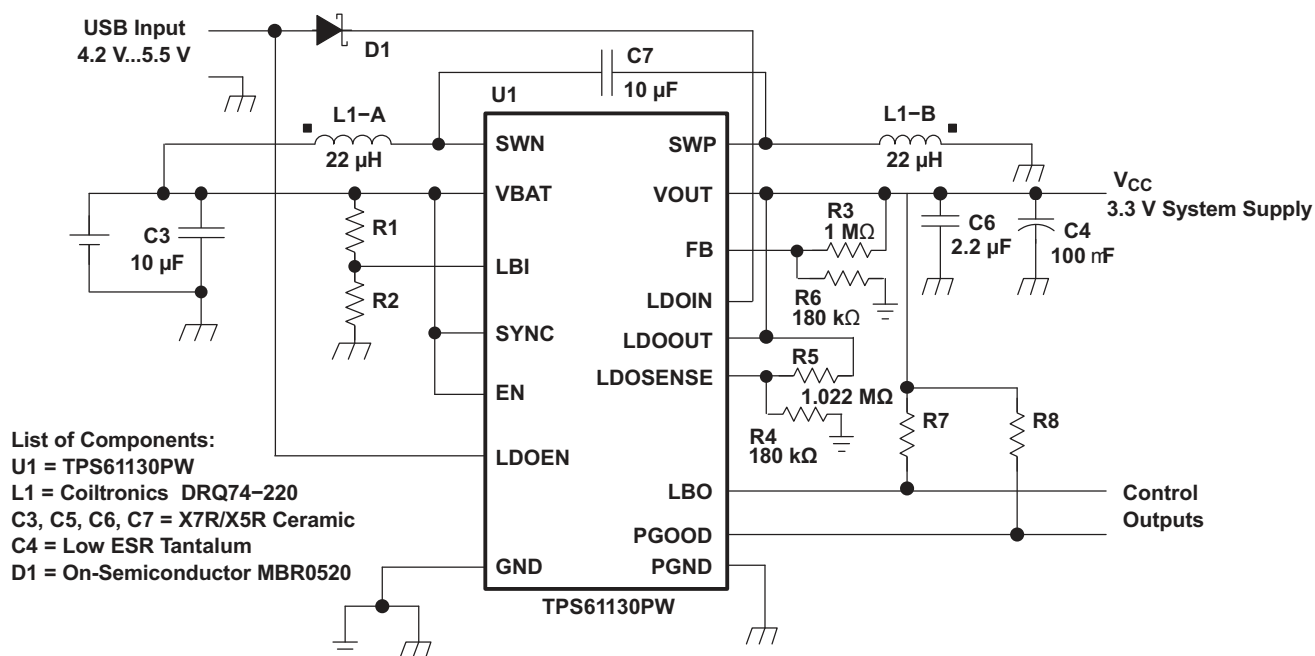 USB Input
4.2 V...5.5 V
D1
C7
10 µF
U1
L1−A
22 µH
L1−B
22 µH
SWN
SWP
VBAT
VOUT
VCC
3.3 V System Supply
C3
10 µF
R1
R2
LBI
SYNC
EN
LDOEN
GND
FB
LDOIN
LDOOUT
LDOSENSE
LBO
PGOOD
PGND
R3
1 MΩ
R6
180 kΩ
C6
2.2 µF
C4
100 mF
R5
1.022 MΩ
R4
180 kΩ
R7
R8
Control
Outputs
List of Components:
U1 = TPS61130PW
L1 = Coiltronics DRQ74−220
C3, C5, C6, C7 = X7R/X5R Ceramic
C4 = Low ESR Tantalum
D1 = On-Semiconductor MBR0520
TPS61130PW